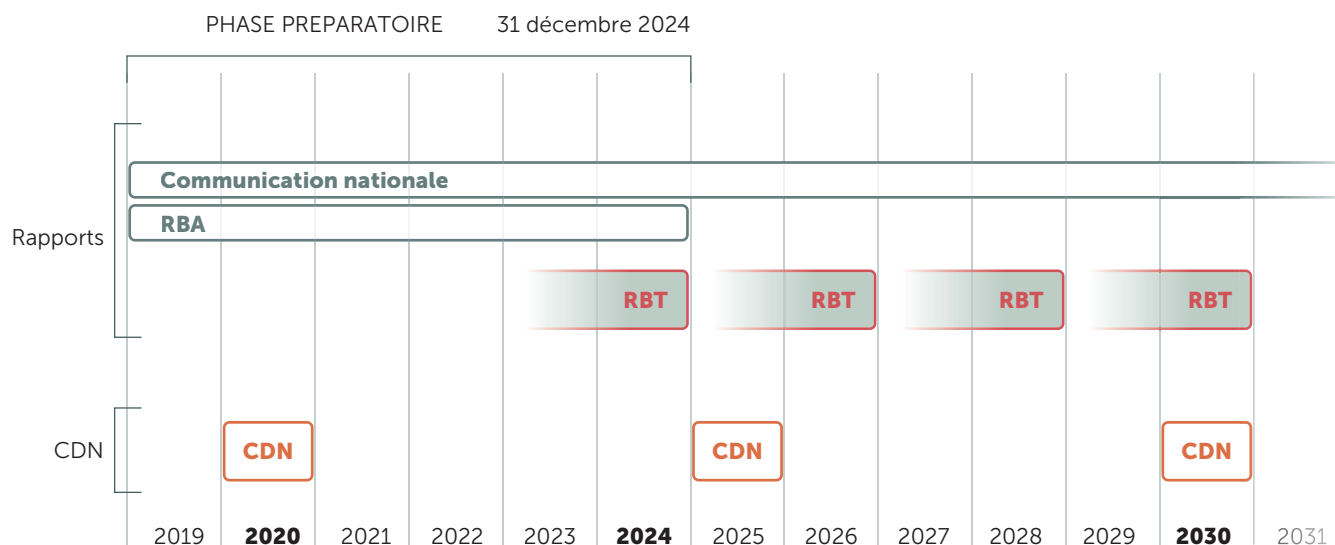 PHASE PREPARATOIRE 31 décembre 2024
Communication nationale
RBA
Rapports
RBT RBT RBT RBT
CDN
CDN CDN CDN
2019 2020 2021 2022 2023 2024 2025 2026 2027 2028 2029 2030 2031